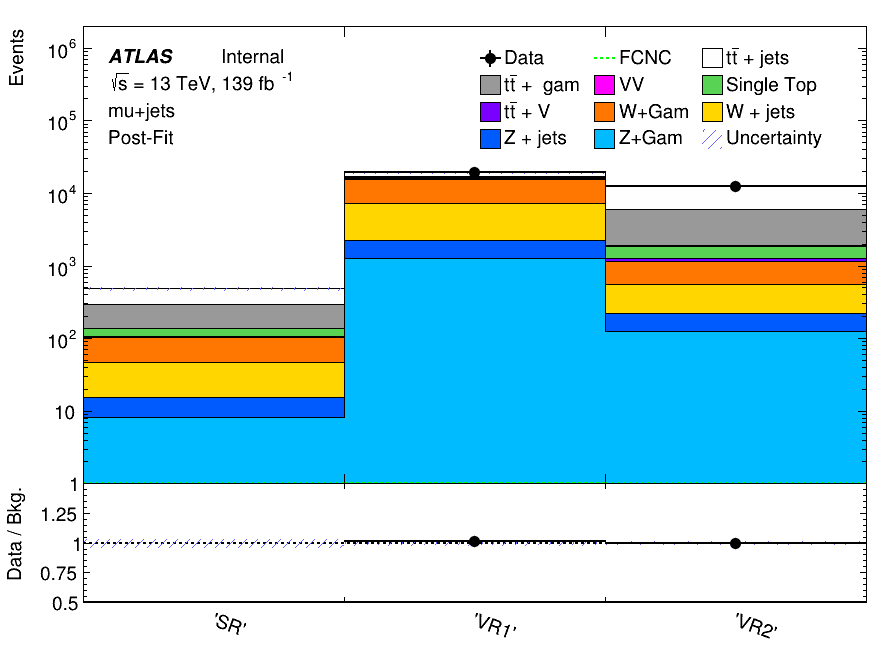 Events
10^6
10^5
10^4
10^3
10^2
10
1
ATLAS Internal
√s = 13 TeV, 139 fb^-1
mu+jets
Post-Fit
Data
FCNC
tt̄ + jets
tt̄ + gam
VV
Single Top
tt̄ + V
W+Gam
W + jets
Z + jets
Z+Gam
Uncertainty
Data / Bkg.
1.25
1
0.75
0.5
'SR'
'VR1'
'VR2'